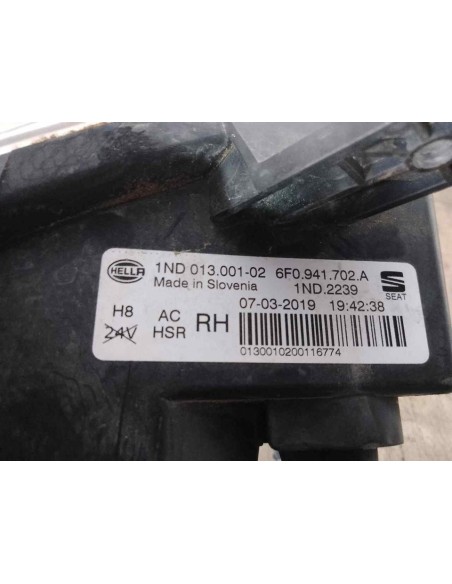 HELLA 1ND 013.001-02 6F0.941.702.A
Made in Slovenia 1ND.2239 SEAT
07-03-2019 19:42:38
H8 AC RH
24V HSR
0130010200116774